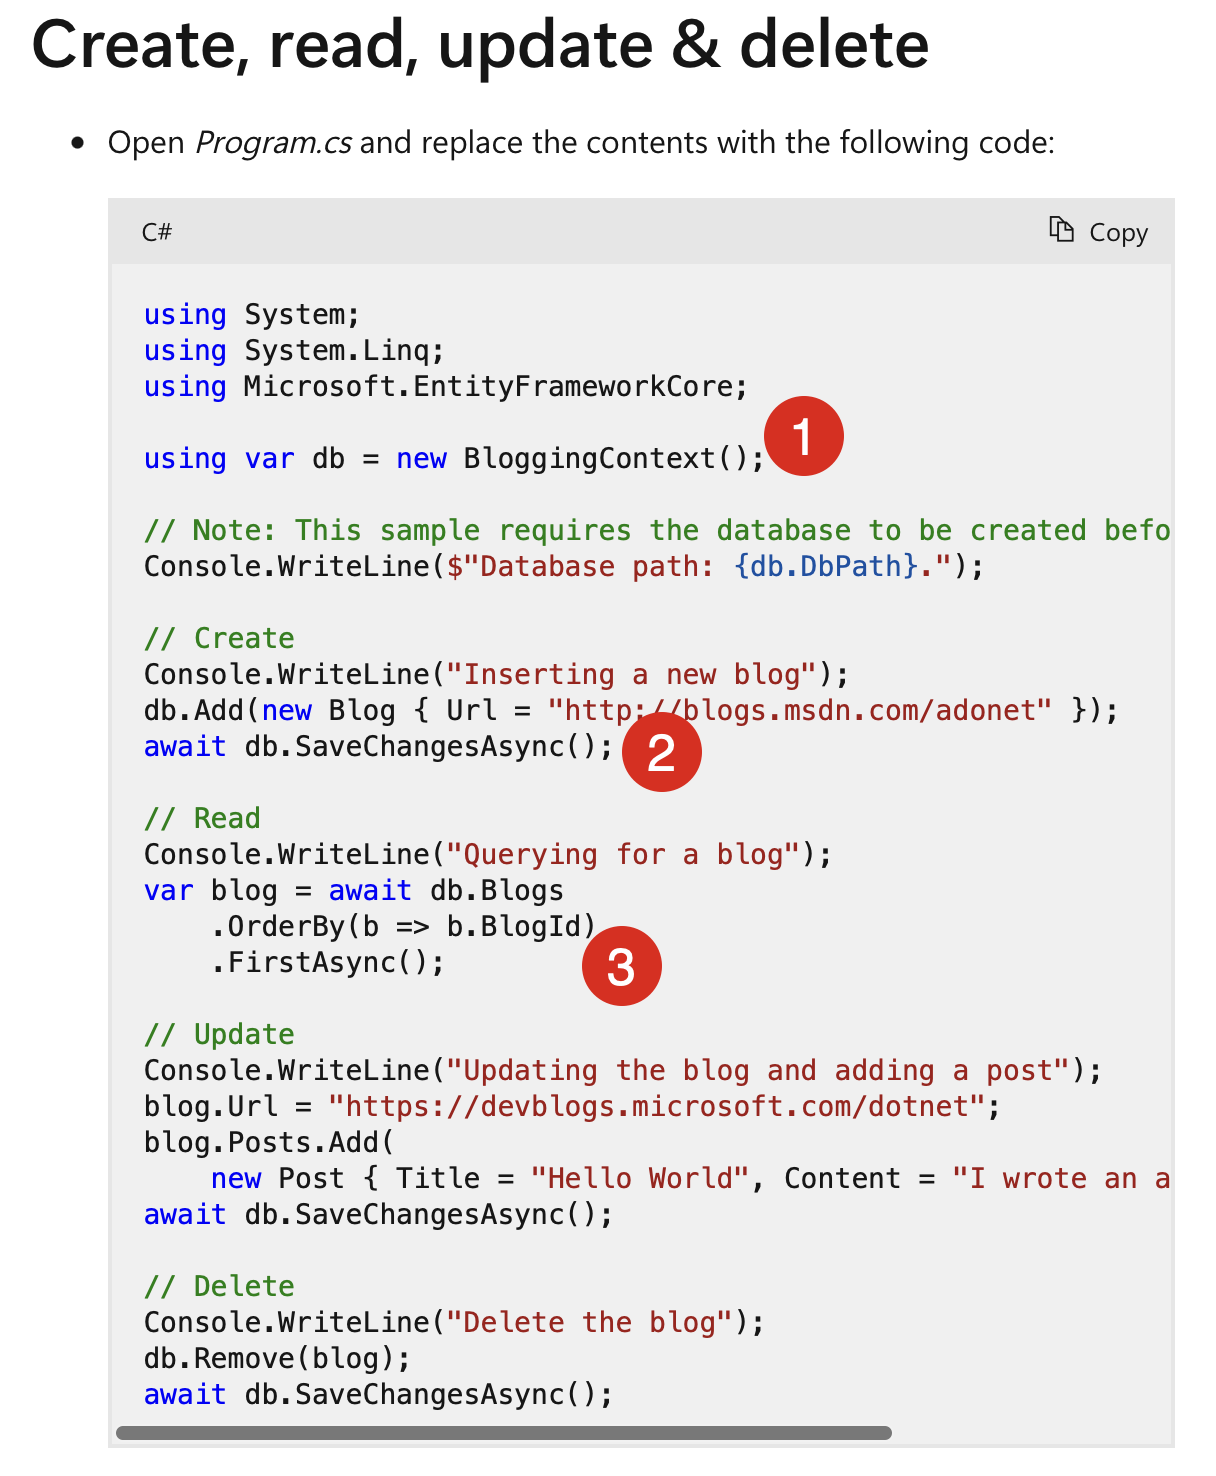 Create, read, update & delete
• Open Program.cs and replace the contents with the following code:
C# Copy
using System;
using System.Linq;
using Microsoft.EntityFrameworkCore;
1
using var db = new BloggingContext();
// Note: This sample requires the database to be created befo
Console.WriteLine($"Database path: {db.DbPath}.");
// Create
Console.WriteLine("Inserting a new blog");
db.Add(new Blog { Url = "http://blogs.msdn.com/adonet" });
await db.SaveChangesAsync();
2
// Read
Console.WriteLine("Querying for a blog");
var blog = await db.Blogs
    .OrderBy(b => b.BlogId)
    .FirstAsync();
3
// Update
Console.WriteLine("Updating the blog and adding a post");
blog.Url = "https://devblogs.microsoft.com/dotnet";
blog.Posts.Add(
    new Post { Title = "Hello World", Content = "I wrote an a
await db.SaveChangesAsync();
// Delete
Console.WriteLine("Delete the blog");
db.Remove(blog);
await db.SaveChangesAsync();